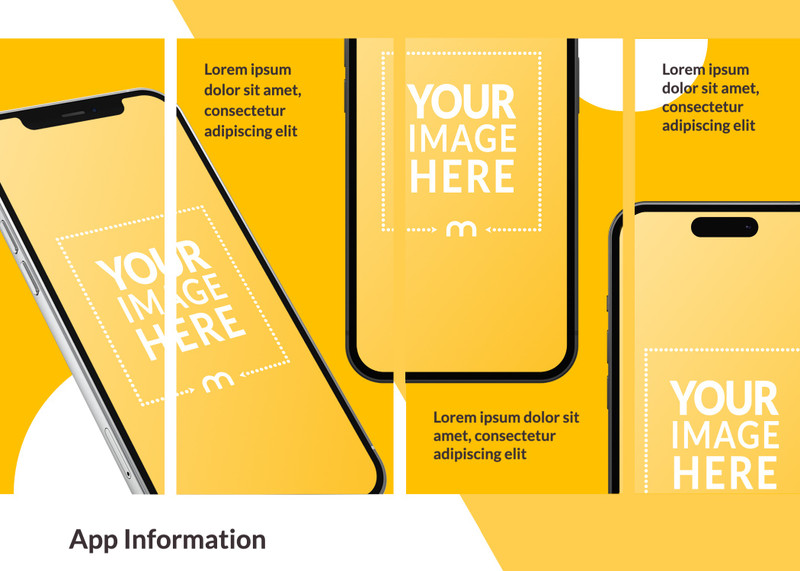 Lorem ipsum
dolor sit amet,
consectetur
adipiscing elit
YOUR
IMAGE
HERE
m
YOUR
IMAGE
HERE
m
Lorem ipsum dolor sit
amet, consectetur
adipiscing elit
Lorem ipsum
dolor sit amet,
consectetur
adipiscing elit
YOUR
IMAGE
HERE
App Information